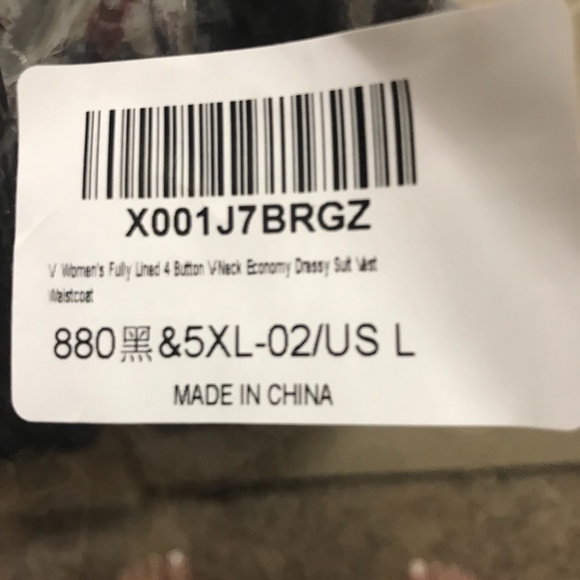 X001J7BRGZ
V Women's Fully Lined 4 Button V-Neck Economy Dressy Suit Vest
Waistcoat
880黑&5XL-02/US L
MADE IN CHINA